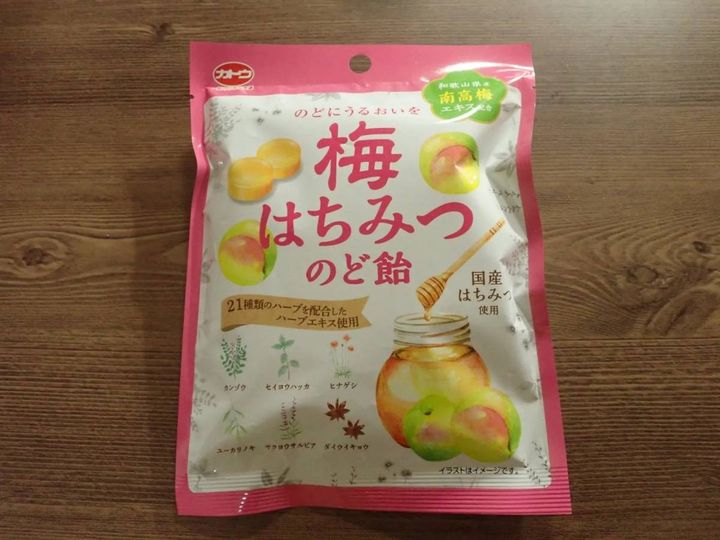 カトウ
和歌山県産
南高梅
エキス配合
のどにうるおいを
梅
はちみつ
のど飴
国産
はちみつ
使用
21種類のハーブを配合した
ハーブエキス使用
カンゾウ
セイヨウハッカ
ヒナゲシ
ユーカリノキ
ヤクヨウサルビア
ダイウイキョウ
イラストはイメージです。